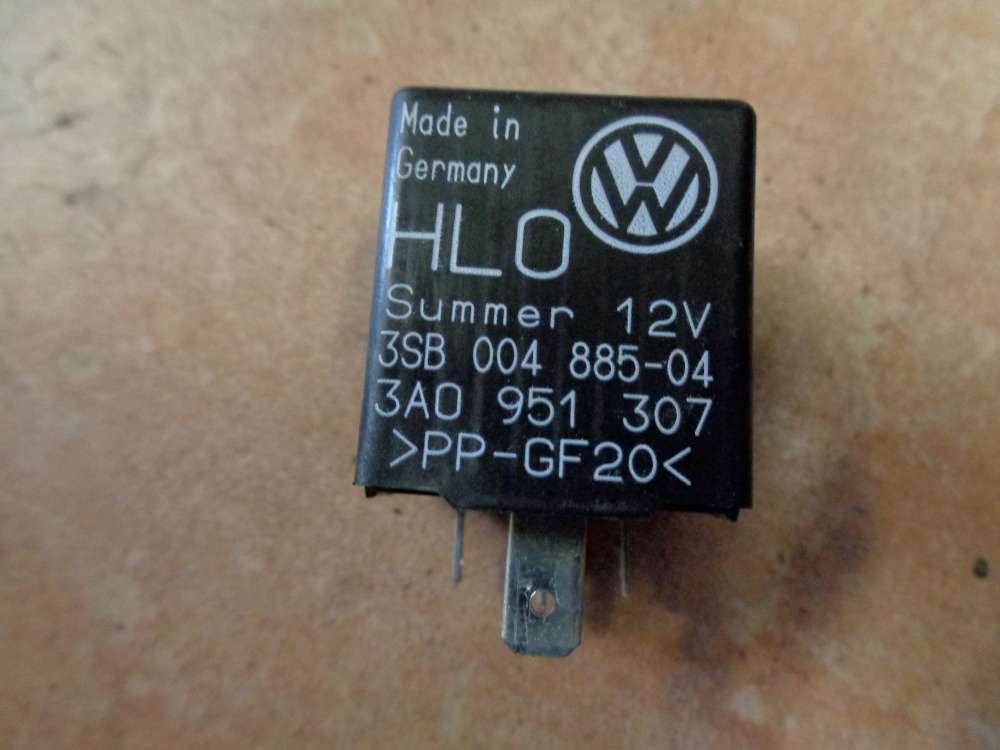 Made in
Germany
HLO
Summer 12V
3SB 004 885-04
3A0 951 307
>PP-GF20<